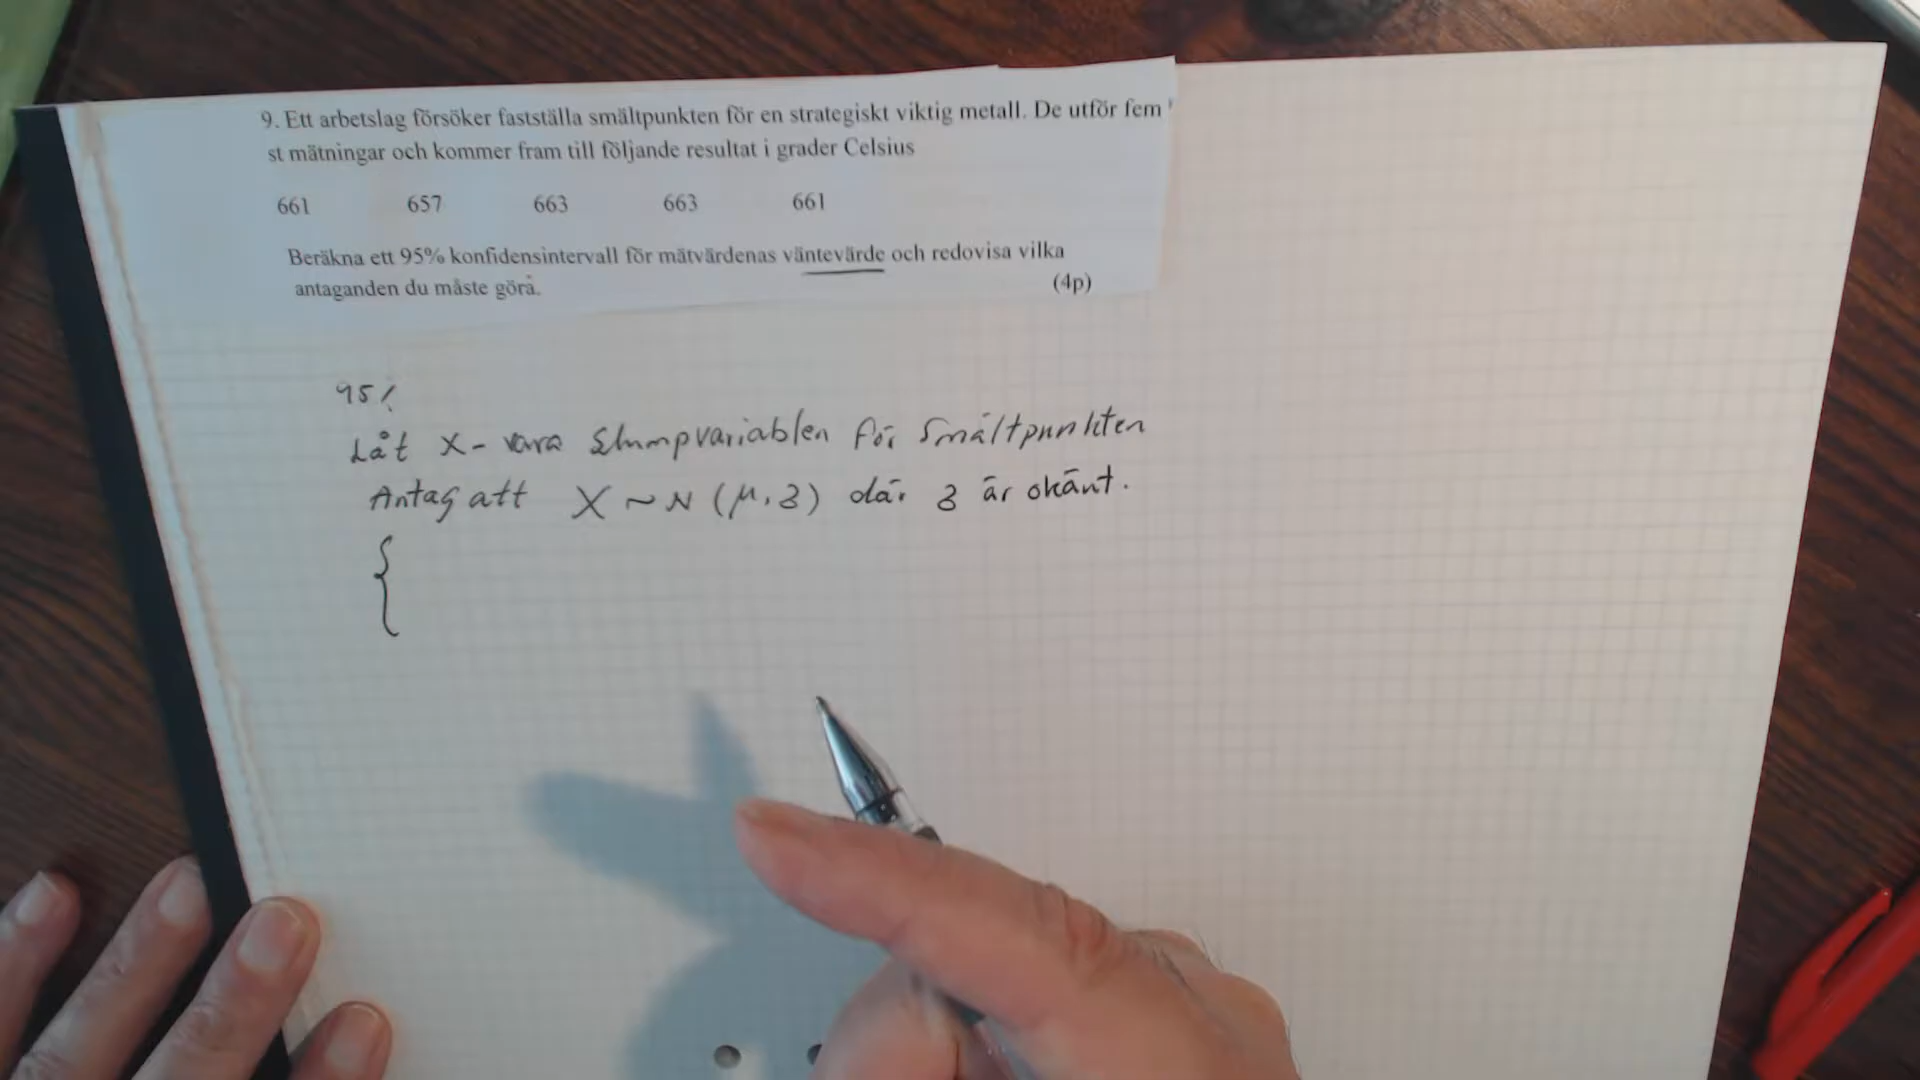 9. Ett arbetslag försöker fastställa smältpunkten för en strategiskt viktig metall. De utför fem
st mätningar och kommer fram till följande resultat i grader Celsius
661 657 663 663 661
Beräkna ett 95% konfidensintervall för mätvärdenas väntevärde och redovisa vilka
antaganden du måste göra. (4p)
95%
Låt X - vara Slumpvariablen för Smältpunkten
Antag att X ~ N (μ, σ) där σ är okänt.
{